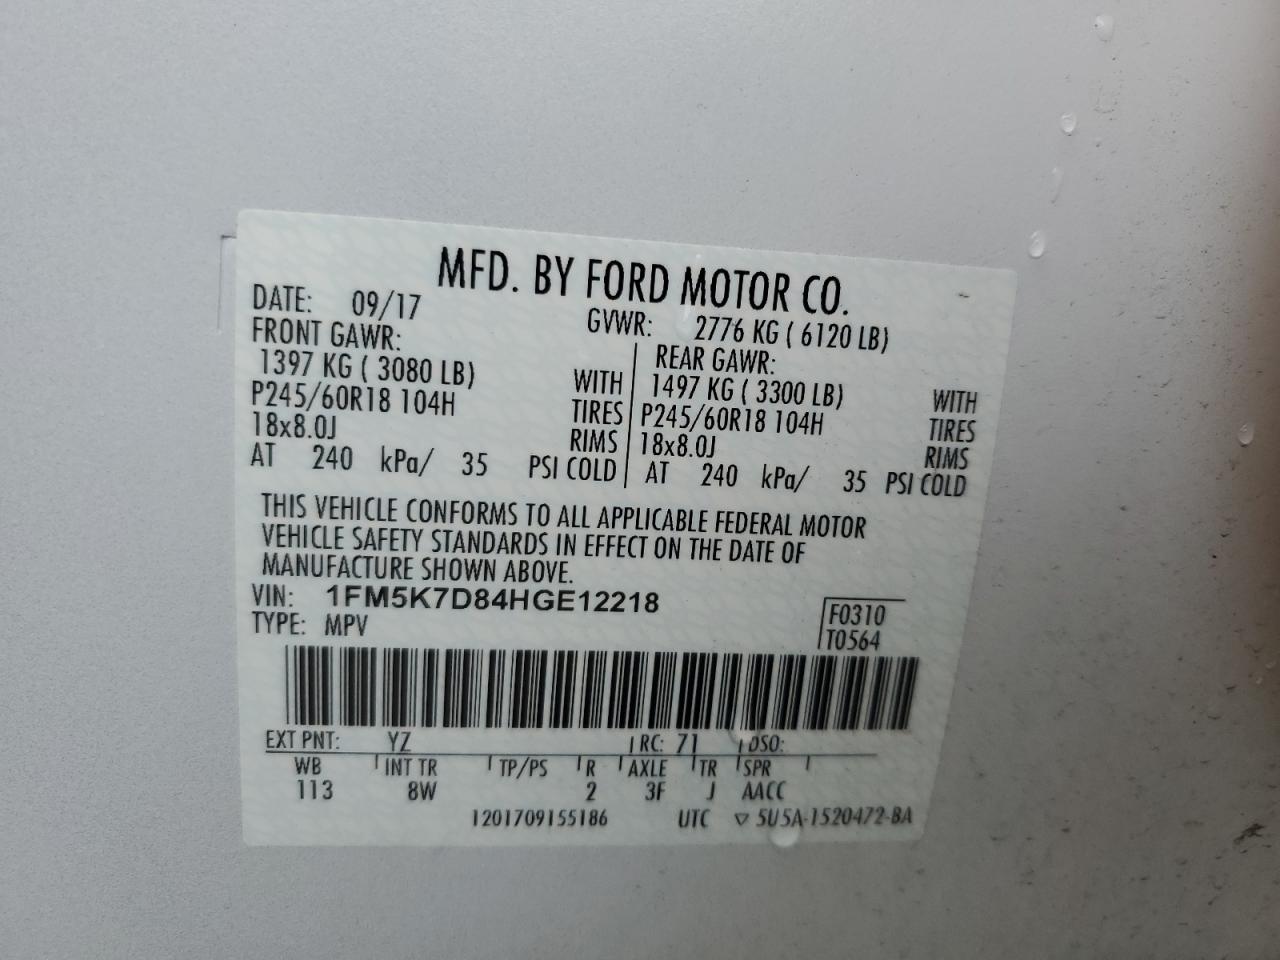 MFD. BY FORD MOTOR CO.
DATE: 09/17 GVWR: 2776 KG ( 6120 LB)
FRONT GAWR: REAR GAWR:
1397 KG ( 3080 LB) WITH 1497 KG ( 3300 LB) WITH
P245/60R18 104H TIRES P245/60R18 104H TIRES
18x8.0J RIMS 18x8.0J RIMS
AT 240 kPa/ 35 PSI COLD AT 240 kPa/ 35 PSI COLD
THIS VEHICLE CONFORMS TO ALL APPLICABLE FEDERAL MOTOR
VEHICLE SAFETY STANDARDS IN EFFECT ON THE DATE OF
MANUFACTURE SHOWN ABOVE.
VIN: 1FM5K7D84HGE12218 F0310
TYPE: MPV T0564
EXT PNT: YZ RC: 71 DSO:
WB INT TR TP/PS R AXLE TR SPR
113 8W 2 3F J AACC
1201709155186 UTC ▽ 5U5A-1520472-BA